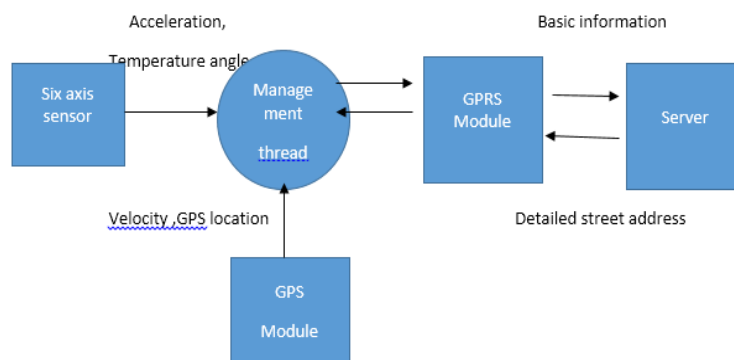 Acceleration,
Temperature angle
Basic information
Six axis
sensor
Manage
ment
thread
GPRS
Module
Server
Velocity ,GPS location
Detailed street address
GPS
Module